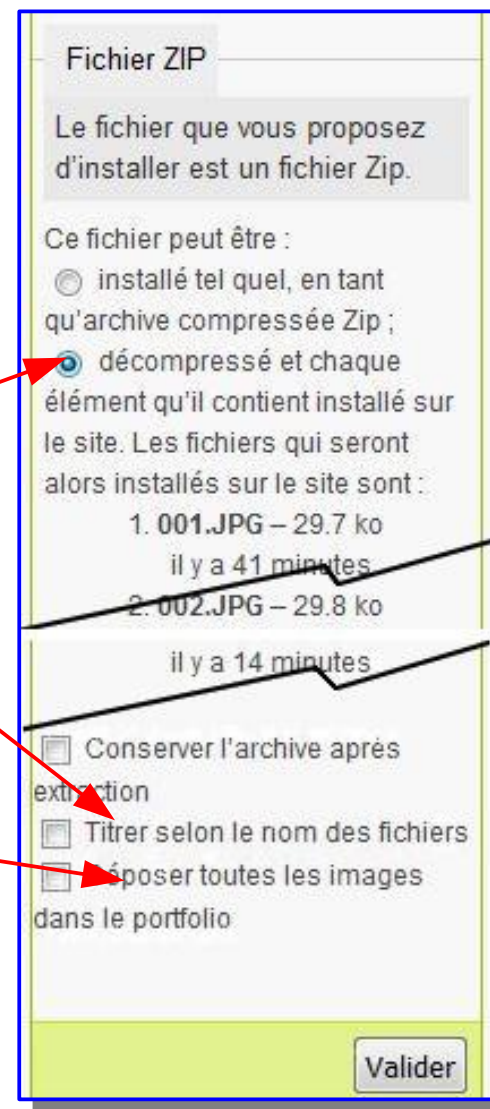 Fichier ZIP
Le fichier que vous proposez
d'installer est un fichier Zip.
Ce fichier peut être :
installé tel quel, en tant
qu'archive compressée Zip ;
décompressé et chaque
élément qu'il contient installé sur
le site. Les fichiers qui seront
alors installés sur le site sont :
1. 001.JPG – 29.7 ko
il y a 41 minutes
2. 002.JPG – 29.8 ko
il y a 14 minutes
Conserver l'archive après
extraction
Titrer selon le nom des fichiers
Déposer toutes les images
dans le portfolio
Valider